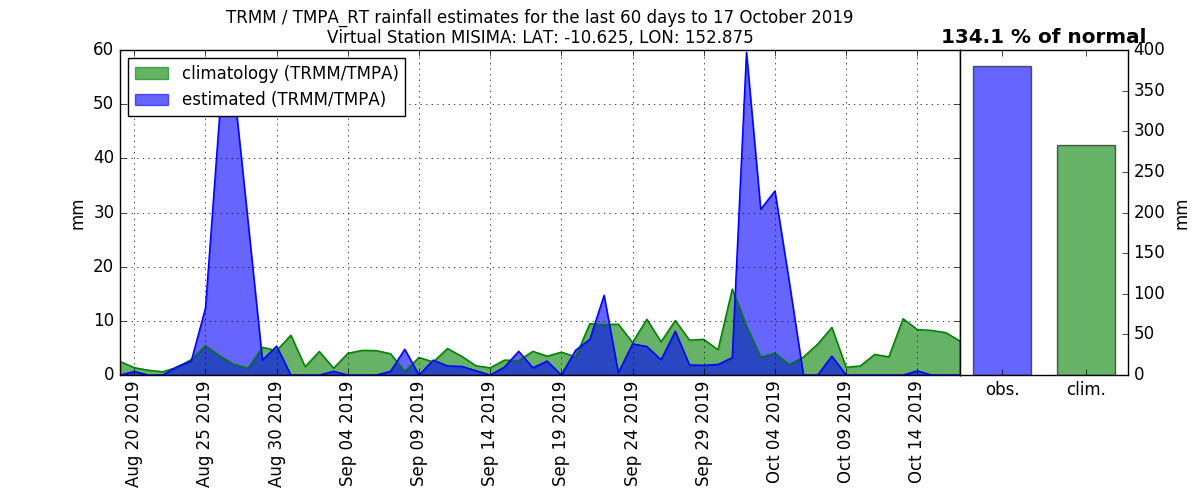 TRMM / TMPA_RT rainfall estimates for the last 60 days to 17 October 2019
Virtual Station MISIMA: LAT: -10.625, LON: 152.875
134.1 % of normal
climatology (TRMM/TMPA)
estimated (TRMM/TMPA)
60
50
40
30
20
10
0
mm
Aug 20 2019
Aug 25 2019
Aug 30 2019
Sep 04 2019
Sep 09 2019
Sep 14 2019
Sep 19 2019
Sep 24 2019
Sep 29 2019
Oct 04 2019
Oct 09 2019
Oct 14 2019
400
350
300
250
200
150
100
50
0
mm
obs.
clim.